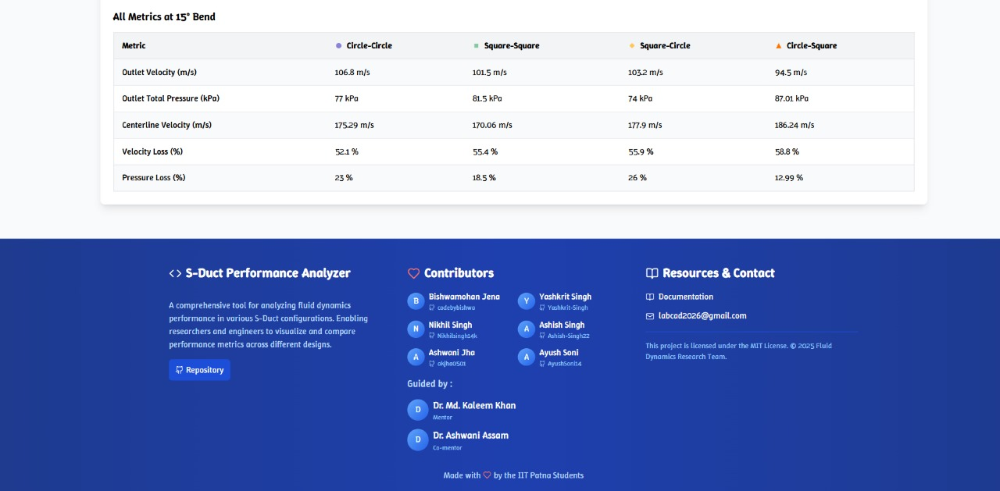 All Metrics at 15° Bend
Metric Circle-Circle Square-Square Square-Circle Circle-Square
Outlet Velocity (m/s) 106.8 m/s 101.5 m/s 103.2 m/s 94.5 m/s
Outlet Total Pressure (kPa) 77 kPa 81.5 kPa 74 kPa 87.01 kPa
Centerline Velocity (m/s) 175.29 m/s 170.06 m/s 177.9 m/s 186.24 m/s
Velocity Loss (%) 52.1 % 55.4 % 55.9 % 58.8 %
Pressure Loss (%) 23 % 18.5 % 26 % 12.99 %
S-Duct Performance Analyzer
A comprehensive tool for analyzing fluid dynamics
performance in various S-Duct configurations. Enabling
researchers and engineers to visualize and compare
performance metrics across different designs.
Repository
Contributors
B Bishwamohan Jena
codebybishwa
Y Yashkrit Singh
Yashkrit-Singh
N Nikhil Singh
Nikhilsingh14k
A Ashish Singh
Ashish-Singh22
A Ashwani Jha
akjha0501
A Ayush Soni
AyushSoni14
Guided by :
D Dr. Md. Kaleem Khan
Mentor
D Dr. Ashwani Assam
Co-mentor
Resources & Contact
Documentation
labcad2026@gmail.com
This project is licensed under the MIT License. © 2025 Fluid
Dynamics Research Team.
Made with by the IIT Patna Students